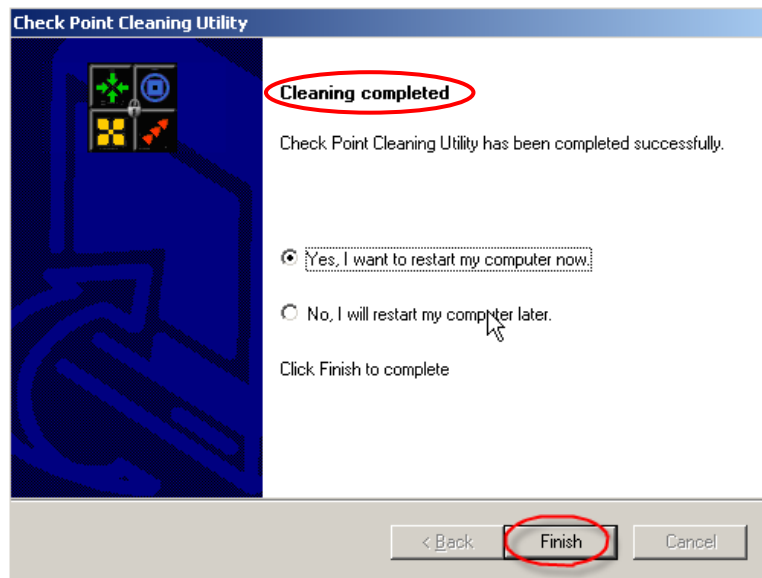 Check Point Cleaning Utility
Cleaning completed
Check Point Cleaning Utility has been completed successfully.
Yes, I want to restart my computer now.
No, I will restart my computer later.
Click Finish to complete
< Back
Finish
Cancel